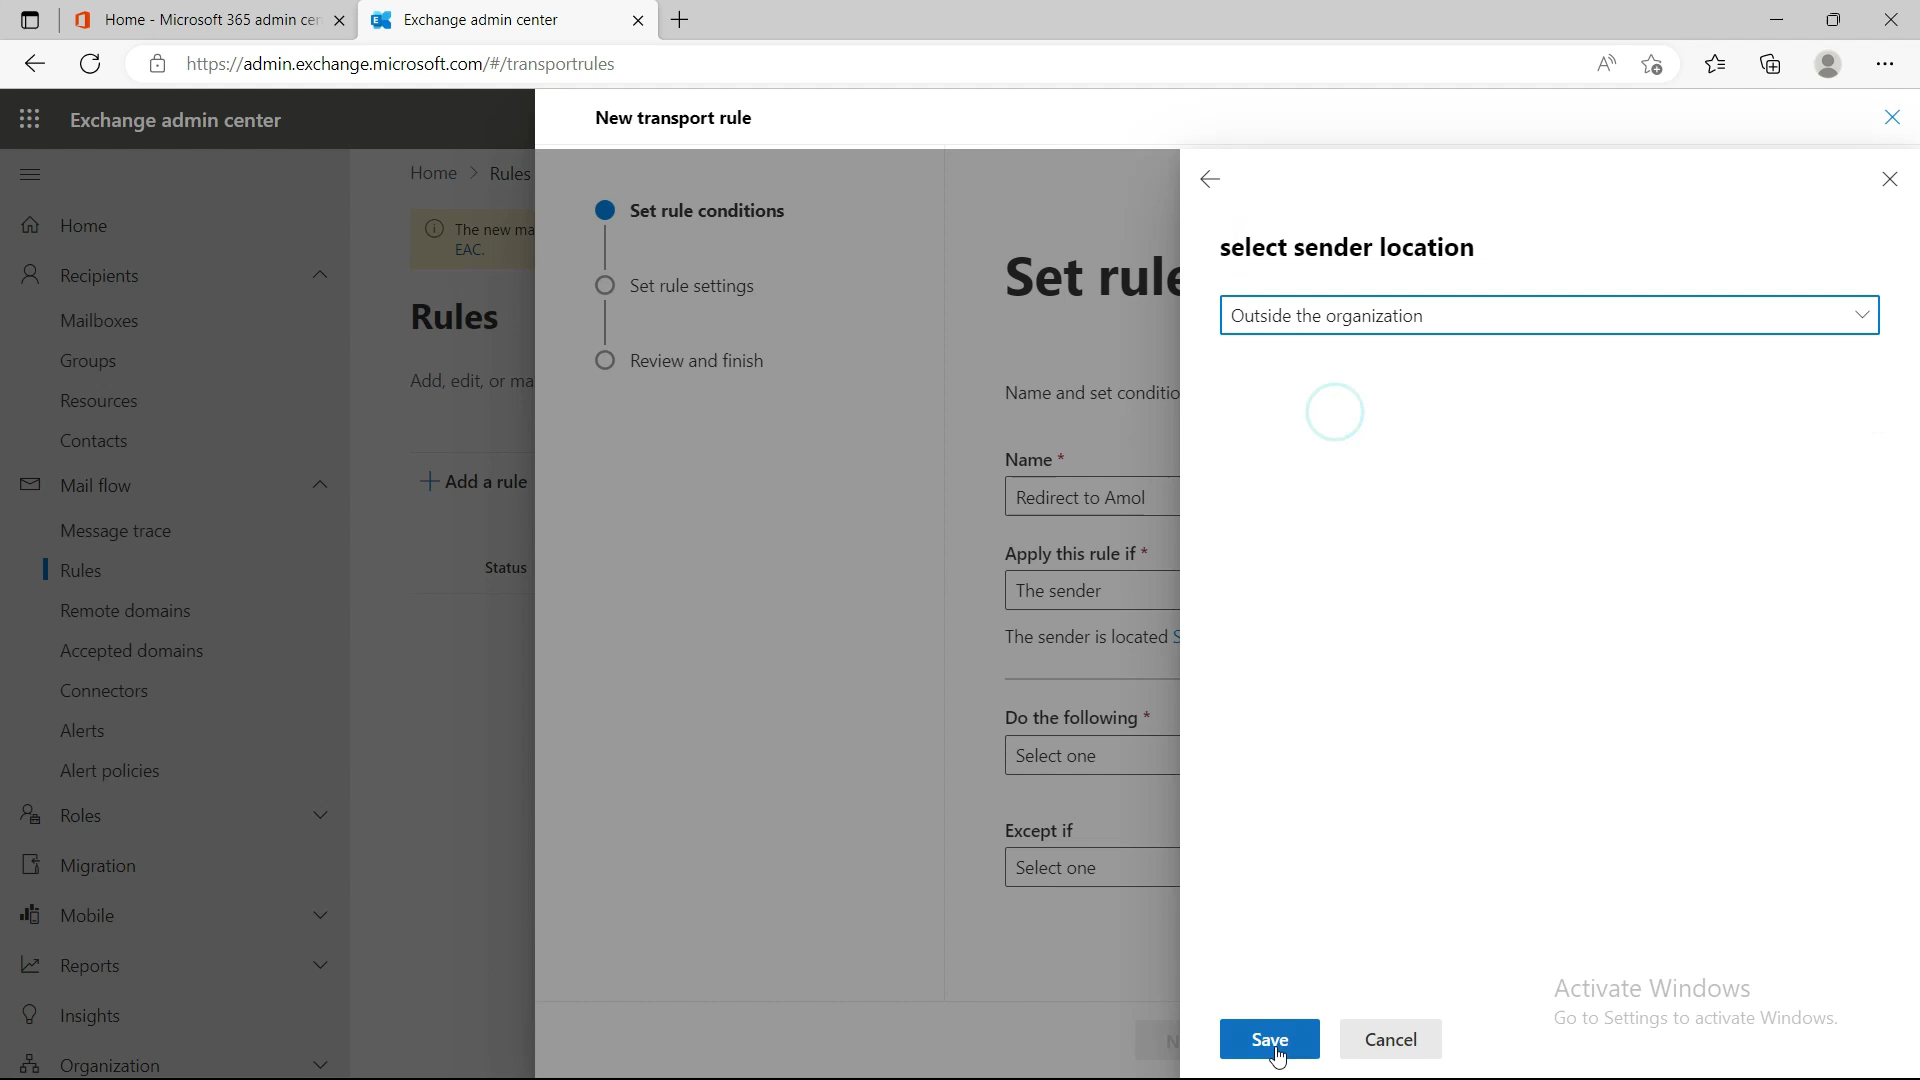 Home - Microsoft 365 admin cen
Exchange admin center
https://admin.exchange.microsoft.com/#/transportrules
Exchange admin center
New transport rule
Home
Recipients
Mailboxes
Groups
Resources
Contacts
Mail flow
Message trace
Rules
Remote domains
Accepted domains
Connectors
Alerts
Alert policies
Roles
Migration
Mobile
Reports
Insights
Organization
Home > Rules
The new ma
EAC.
Rules
Add, edit, or ma
Add a rule
Status
Set rule conditions
Set rule settings
Review and finish
Set rule
Name and set conditio
Name *
Redirect to Amol
Apply this rule if *
The sender
The sender is located S
Do the following *
Select one
Except if
Select one
N
select sender location
Outside the organization
Save
Cancel
Activate Windows
Go to Settings to activate Windows.